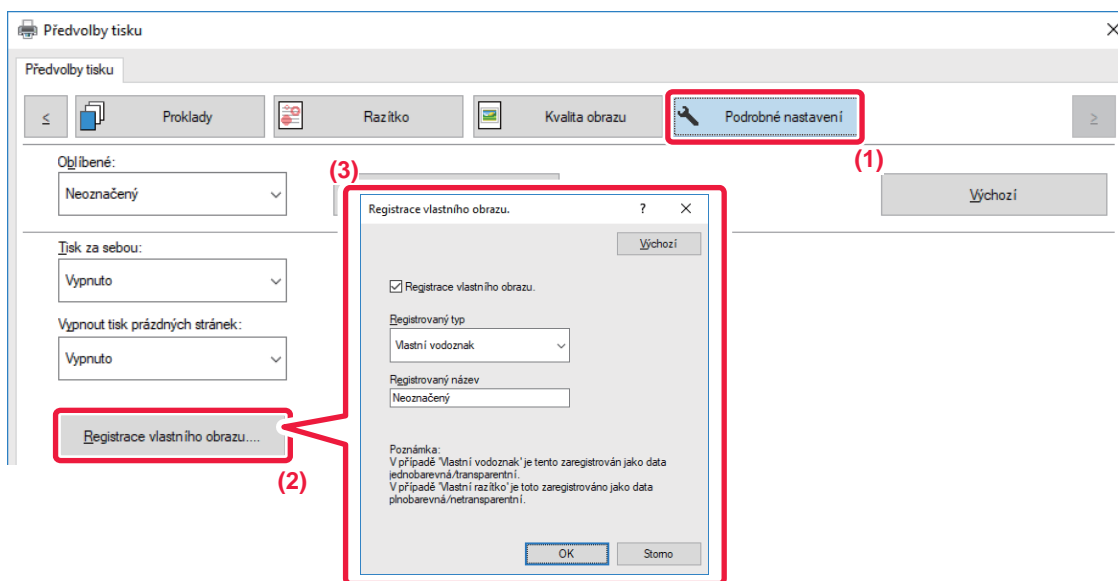 Předvolby tisku
Předvolby tisku
<
Proklady
Razítko
Kvalita obrazu
Podrobné nastavení
>
(1)
Oblíbené:
Neoznačený
Výchozí
(3)
Registrace vlastního obrazu.
?
Výchozí
Registrace vlastního obrazu.
Registrovaný typ
Vlastní vodoznak
Registrovaný název
Neoznačený
Poznámka:
V případě 'Vlastní vodoznak' je tento zaregistrován jako data
jednobarevná/transparentní.
V případě 'Vlastní razítko' je toto zaregistrováno jako data
plnobarevná/netransparentní.
OK
Storno
Tisk za sebou:
Vypnuto
Vypnout tisk prázdných stránek:
Vypnuto
Registrace vlastního obrazu....
(2)